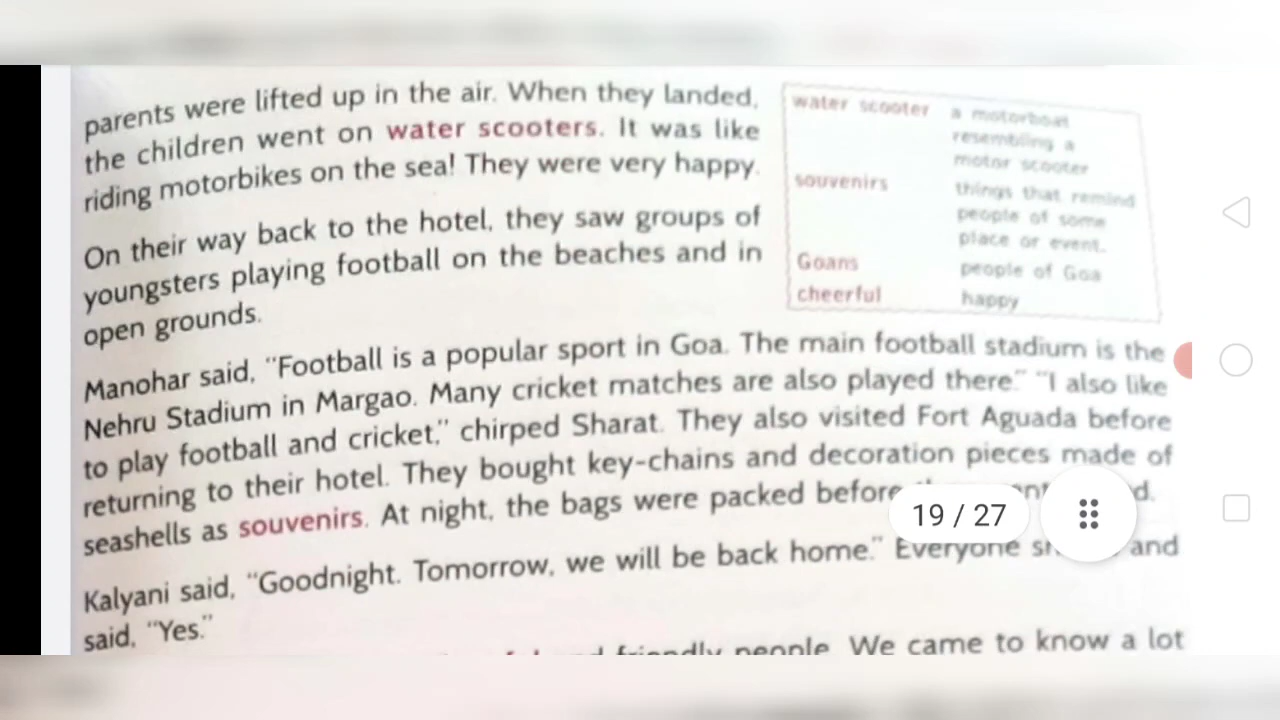 parents were lifted up in the air. When they landed,
the children went on water scooters. It was like
riding motorbikes on the sea! They were very happy.
On their way back to the hotel, they saw groups of
youngsters playing football on the beaches and in
open grounds.
water scooter a motorboat
resembling a
motor scooter
souvenirs things that remind
people of some
place or event.
Goans people of Goa
cheerful happy
Manohar said, “Football is a popular sport in Goa. The main football stadium is the
Nehru Stadium in Margao. Many cricket matches are also played there.” “I also like
to play football and cricket,” chirped Sharat. They also visited Fort Aguada before
returning to their hotel. They bought key-chains and decoration pieces made of
seashells as souvenirs. At night, the bags were packed before
Kalyani said, “Goodnight. Tomorrow, we will be back home.” Everyone and
said, “Yes.”
friendly people. We came to know a lot
19 / 27